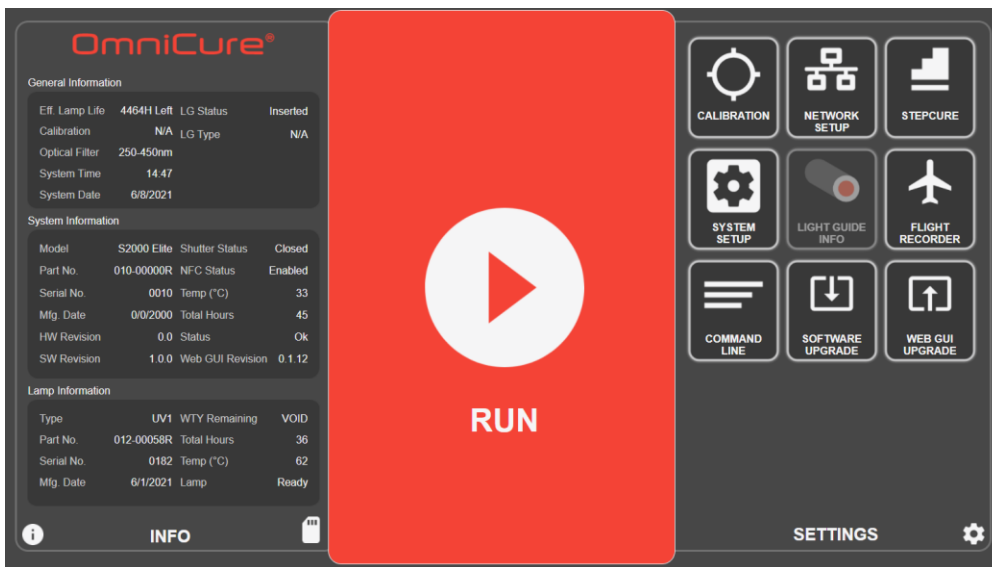 OmniCure®
General Information
Eff. Lamp Life 4464H Left LG Status Inserted
Calibration N/A LG Type N/A
Optical Filter 250-450nm
System Time 14:47
System Date 6/8/2021
System Information
Model S2000 Elite Shutter Status Closed
Part No. 010-00000R NFC Status Enabled
Serial No. 0010 Temp (°C) 33
Mfg. Date 0/0/2000 Total Hours 45
HW Revision 0.0 Status Ok
SW Revision 1.0.0 Web GUI Revision 0.1.12
Lamp Information
Type UV1 WTY Remaining VOID
Part No. 012-00058R Total Hours 36
Serial No. 0182 Temp (°C) 62
Mfg. Date 6/1/2021 Lamp Ready
INFO
RUN
CALIBRATION
NETWORK
SETUP
STEPCURE
SYSTEM
SETUP
LIGHT GUIDE
INFO
FLIGHT
RECORDER
COMMAND
LINE
SOFTWARE
UPGRADE
WEB GUI
UPGRADE
SETTINGS